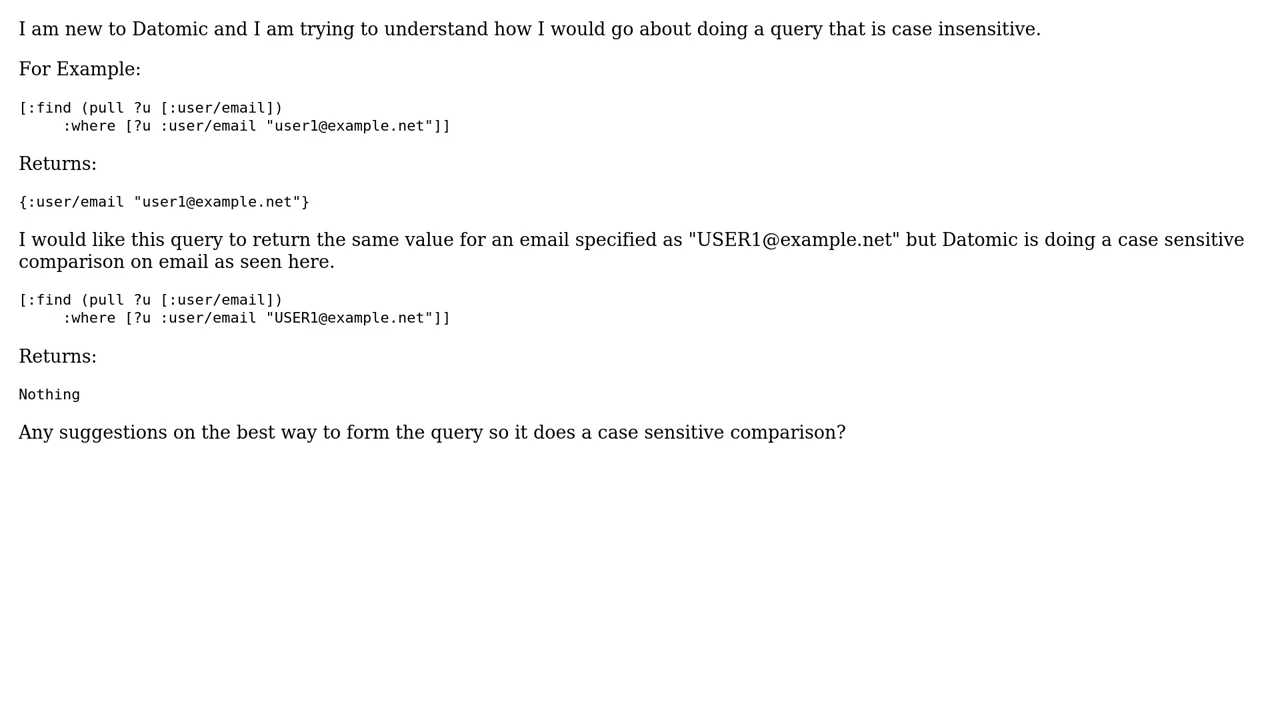 I am new to Datomic and I am trying to understand how I would go about doing a query that is case insensitive.
For Example:
[:find (pull ?u [:user/email])
     :where [?u :user/email "user1@example.net"]]
Returns:
{:user/email "user1@example.net"}
I would like this query to return the same value for an email specified as "USER1@example.net" but Datomic is doing a case sensitive
comparison on email as seen here.
[:find (pull ?u [:user/email])
     :where [?u :user/email "USER1@example.net"]]
Returns:
Nothing
Any suggestions on the best way to form the query so it does a case sensitive comparison?